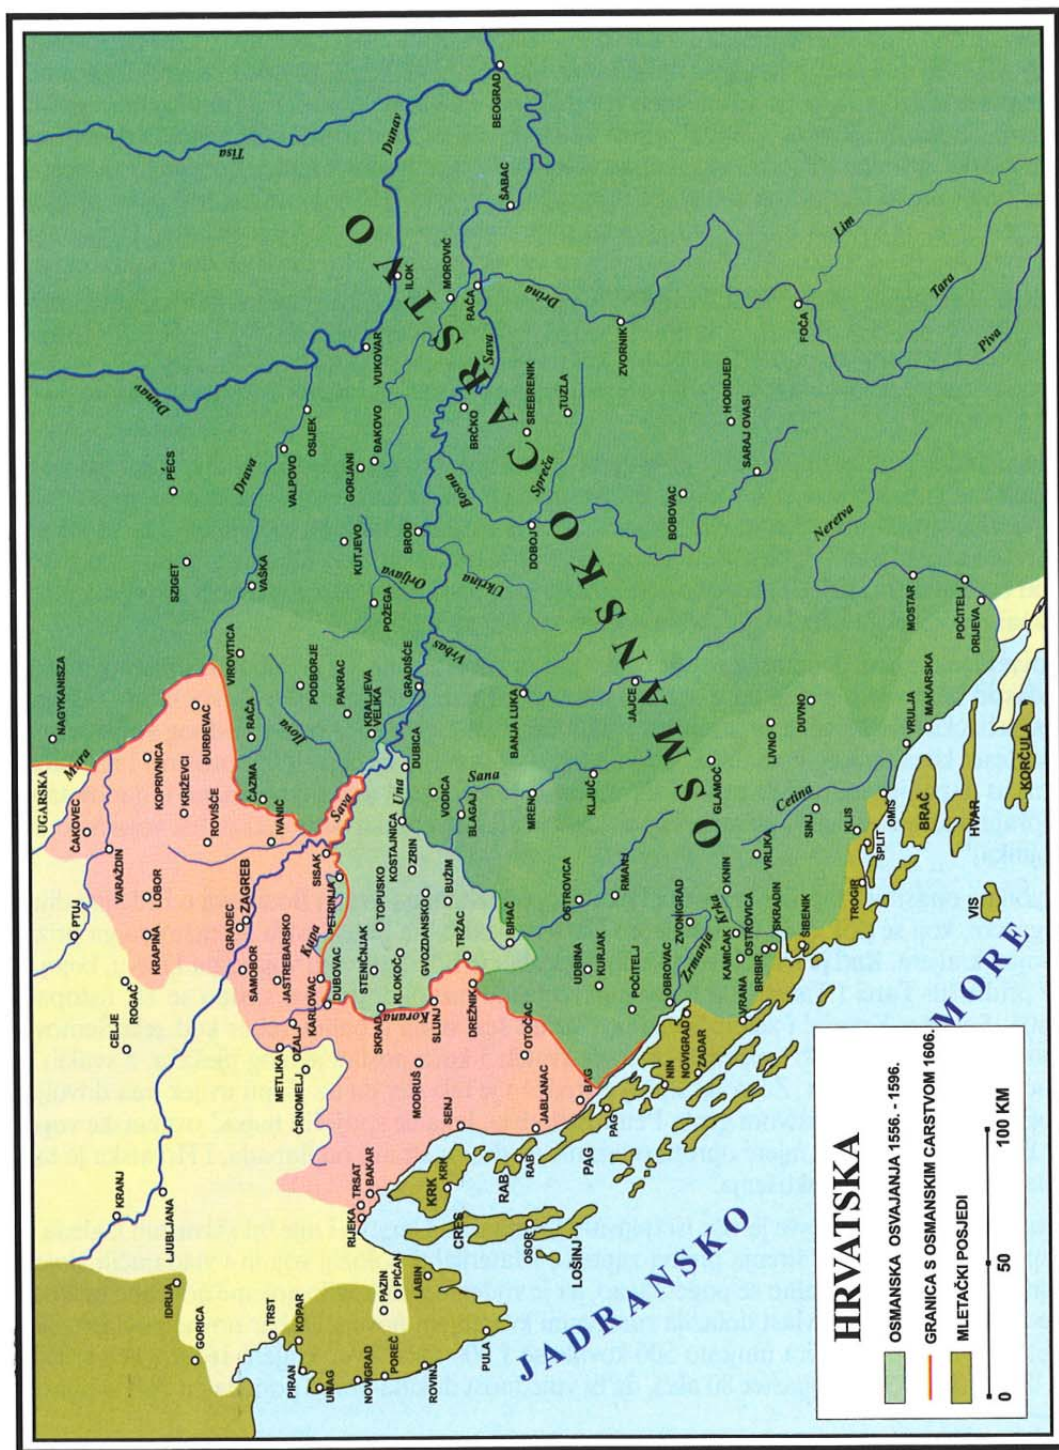 HRVATSKA
OSMANSKA OSVAJANJA 1556. - 1596.
GRANICA S OSMANSKIM CARSTVOM 1606.
MLETAČKI POSJEDI
0
50
100 KM
JADRANSKO MORE
OSMANSKO CARSTVO
UGARSKA
NAGYKANISZA
Mura
ČAKOVEC
PTUJ
VARAŽDIN
CELJE
ROGAČ
KRAPINA
LOBOR
KOPRIVNICA
KRIŽEVCI
ROVIŠĆE
ĐURĐEVAC
KRANJ
LJUBLJANA
IDRIJA
GORICA
SAMOBOR
GRADEC
ZAGREB
IVANIĆ
ČAZMA
RAČA
VIROVITICA
Ilova
VAŠKA
SZIGET
PÉCS
Drava
VALPOVO
OSIJEK
Dunav
Tisa
Dunav
JASTREBARSKO
METLIKA
OZALJ
ČRNOMELJ
KARLOVAC
DUBOVAC
Kupa
PETRINJA
SISAK
Sava
PODBORJE
PAKRAC
KRALJEVA
VELIKA
KUTJEVO
POŽEGA
Orljava
GORJANI
ĐAKOVO
VUKOVAR
ILOK
BEOGRAD
ŠABAC
MOROVIĆ
RAČA
Sava
BROD
GRADIŠĆE
DUBICA
Una
KOSTAJNICA
ZRIN
TOPUSKO
STENIČNJAK
KLOKOČ
GVOZDANSKO
SKRAD
Korana
SLUNJ
DREŽNIK
TRŽAC
BUŽIM
VODICA
BLAGAJ
Sana
BIHAĆ
MREN
KLJUČ
OSTROVICA
RMANJ
BANJA LUKA
Vrbas
JAJCE
Ukrina
DOBOJ
Bosna
Spreča
BRČKO
SREBRENIK
TUZLA
ZVORNIK
Drina
BOBOVAC
HODIDJED
SARAJ OVASI
FOČA
Lim
Tara
Piva
Neretva
MOSTAR
POČITELJ
DRIJEVA
MAKARSKA
VRULJA
DUVNO
LIVNO
GLAMOČ
Cetina
SINJ
VRLIKA
KLIS
OMIŠ
SPLIT
TROGIR
ŠIBENIK
SKRADIN
BRIBIR
OSTROVICA
KAMIČAK
KNIN
Krka
ZVONIGRAD
Zrmanja
OBROVAC
VRANA
NOVIGRAD
ZADAR
NIN
POČITELJ
UDBINA
KURJAK
OTOČAC
MODRUŠ
SENJ
JABLANAC
BAG
PAG
PAG
RAB
RAB
KRK
KRK
CRES
OSOR
LOŠINJ
RIJEKA
TRSAT
BAKAR
TRST
KOPAR
PIRAN
UMAG
NOVIGRAD
POREČ
ROVINJ
PULA
PAZIN
PIĆAN
LABIN
VIS
BRAČ
HVAR
KORČULA